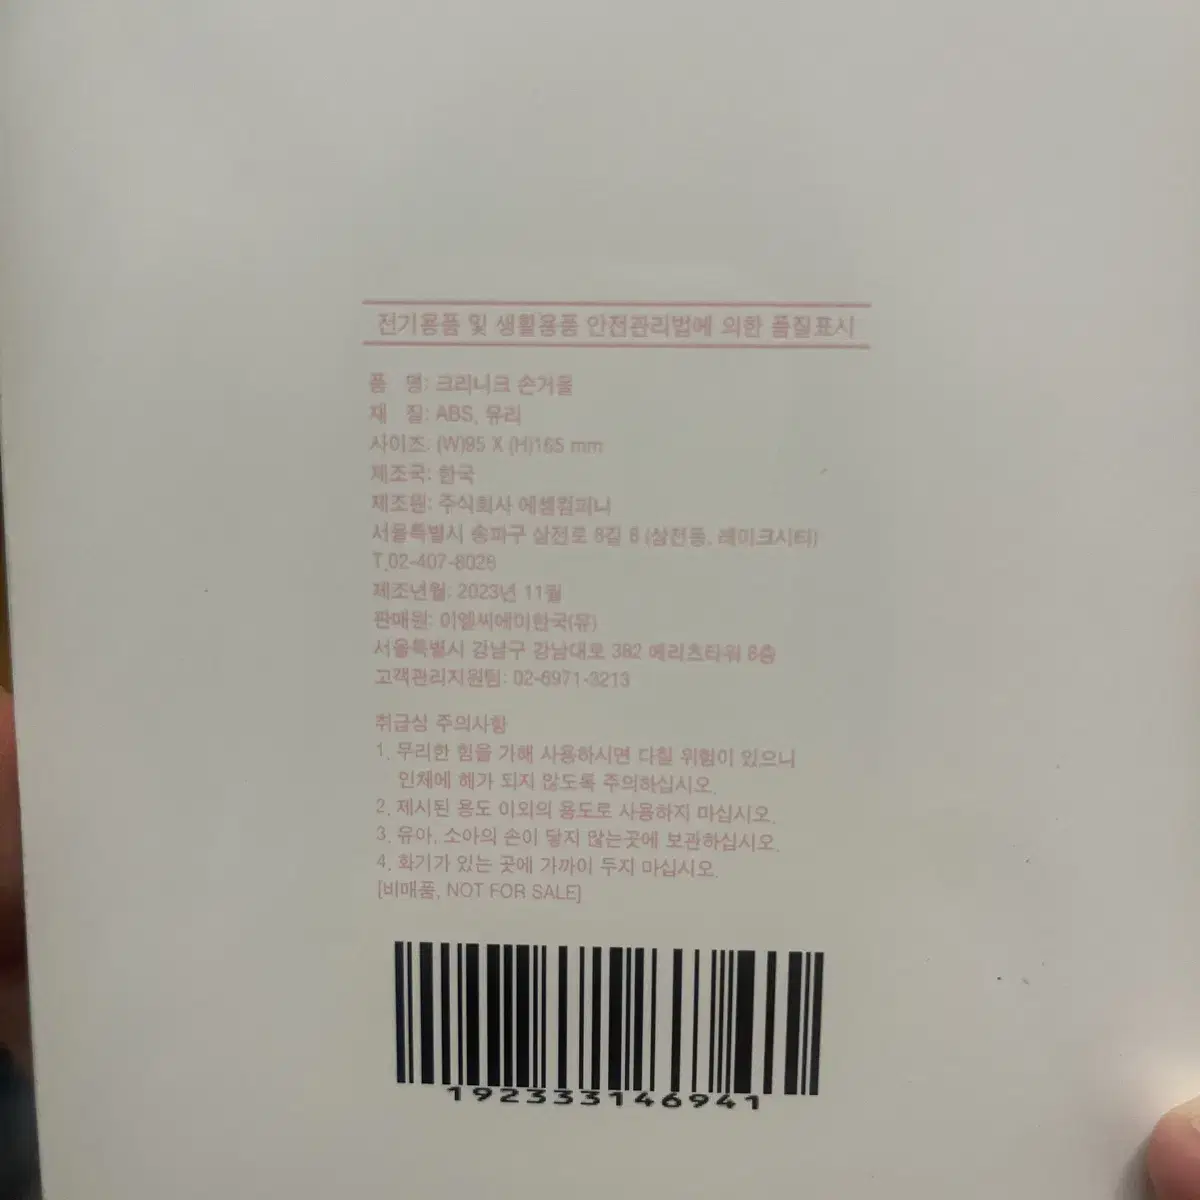 전기용품 및 생활용품 안전관리법에 의한 품질표시
품 명: 크리니크 손거울
재 질: ABS, 유리
사이즈: (W)95 X (H)165 mm
제조국: 한국
제조원: 주식회사 에셀컴퍼니
서울특별시 송파구 삼전로 8길 8 (삼전동, 레이크시티)
T.02-407-8028
제조년월: 2023년 11월
판매원: 이엘씨에이한국(유)
서울특별시 강남구 강남대로 382 메리츠타워 8층
고객관리지원팀: 02-6971-3213
취급상 주의사항
1. 무리한 힘을 가해 사용하시면 다칠 위험이 있으니
인체에 해가 되지 않도록 주의하십시오.
2. 제시된 용도 이외의 용도로 사용하지 마십시오.
3. 유아, 소아의 손이 닿지 않는곳에 보관하십시오.
4. 화기가 있는 곳에 가까이 두지 마십시오.
[비매품, NOT FOR SALE]
192333146941